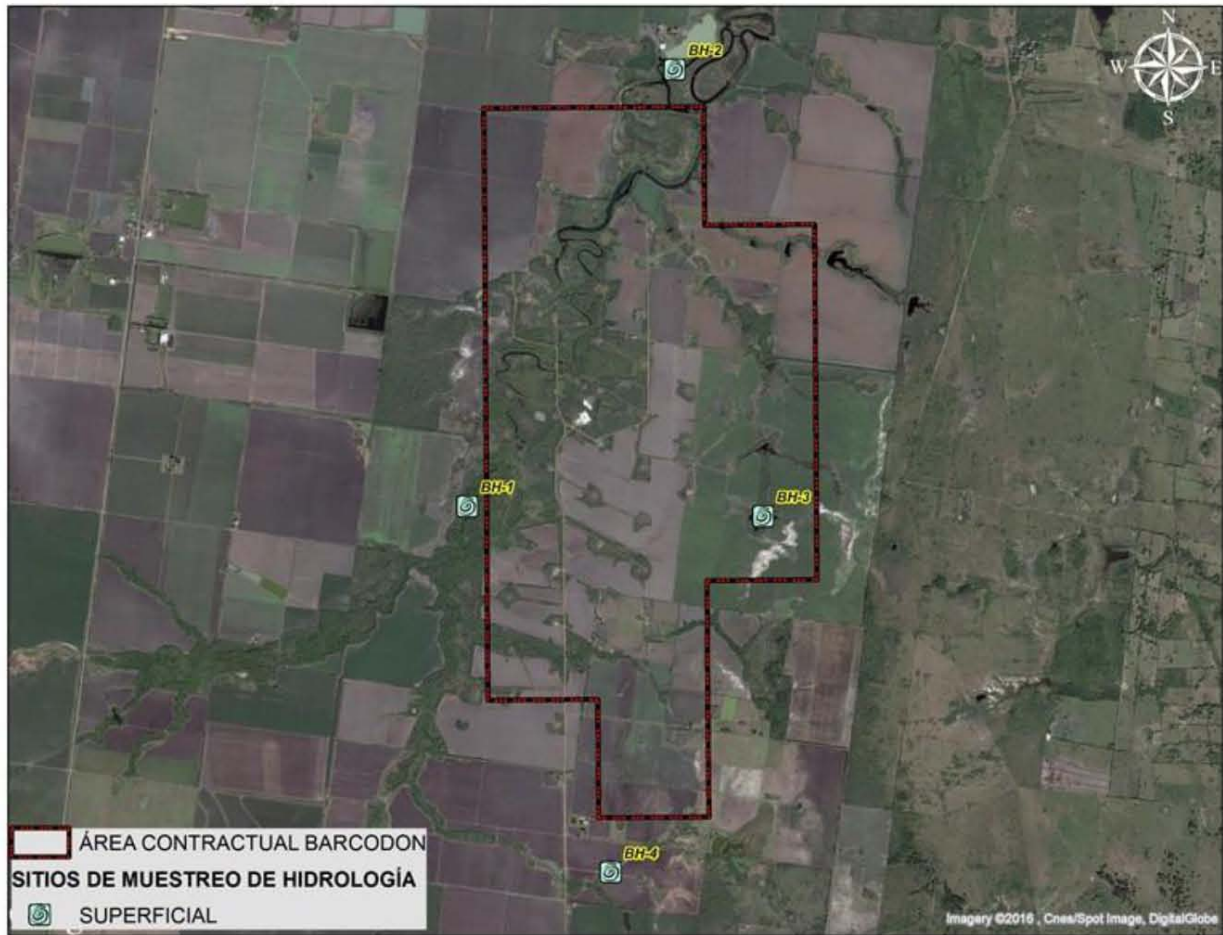 BH-2
N
W
E
S
BH-1
BH-3
BH-4
ÁREA CONTRACTUAL BARCODON
SITIOS DE MUESTREO DE HIDROLOGÍA
SUPERFICIAL
Imagery ©2016 , Cnes/Spot Image, DigitalGlobe